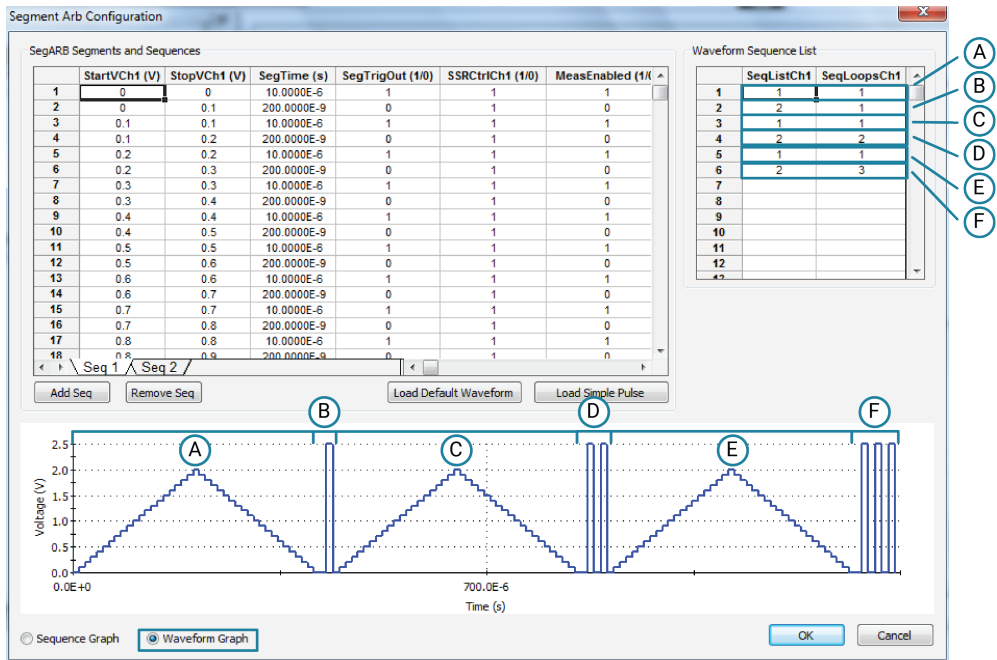 Segment Arb Configuration
x
SegARB Segments and Sequences
StartVCh1 (V) StopVCh1 (V) SegTime (s) SegTrigOut (1/0) SSRCtrlCh1 (1/0) MeasEnabled (1/(
1 0 0 10.0000E-6 1 1 1
2 0 0.1 200.0000E-9 0 1 0
3 0.1 0.1 10.0000E-6 1 1 1
4 0.1 0.2 200.0000E-9 0 1 0
5 0.2 0.2 10.0000E-6 1 1 1
6 0.2 0.3 200.0000E-9 0 1 0
7 0.3 0.3 10.0000E-6 1 1 1
8 0.3 0.4 200.0000E-9 0 1 0
9 0.4 0.4 10.0000E-6 1 1 1
10 0.4 0.5 200.0000E-9 0 1 0
11 0.5 0.5 10.0000E-6 1 1 1
12 0.5 0.6 200.0000E-9 0 1 0
13 0.6 0.6 10.0000E-6 1 1 1
14 0.6 0.7 200.0000E-9 0 1 0
15 0.7 0.7 10.0000E-6 1 1 1
16 0.7 0.8 200.0000E-9 0 1 0
17 0.8 0.8 10.0000E-6 1 1 1
18 0.8 0.9 200.0000E-9 0 1 0
Seq 1 Seq 2
Add Seq Remove Seq Load Default Waveform Load Simple Pulse
Waveform Sequence List
SeqListCh1 SeqLoopsCh1
1 1 1
2 2 1
3 1 1
4 2 2
5 1 1
6 2 3
7
8
9
10
11
12
13
A
B
C
D
E
F
B D F
A C E
Voltage (V)
2.5
2.0
1.5
1.0
0.5
0.0
0.0E+0 700.0E-6
Time (s)
Sequence Graph Waveform Graph OK Cancel